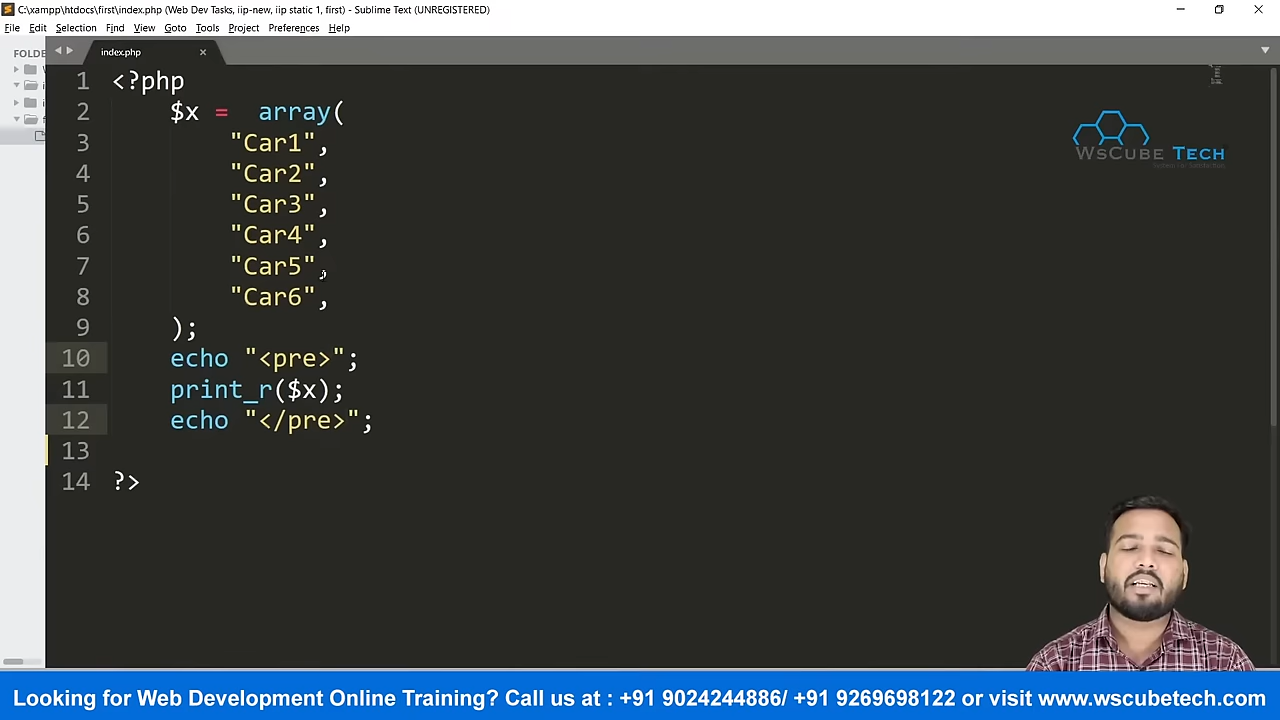 C:\xampp\htdocs\first\index.php (Web Dev Tasks, iip-new, iip static 1, first) - Sublime Text (UNREGISTERED)
File Edit Selection Find View Goto Tools Project Preferences Help
FOLDE
index.php
1 <?php
2 $x = array(
3 "Car1",
4 "Car2",
5 "Car3",
6 "Car4",
7 "Car5",
8 "Car6",
9 );
10 echo "<pre>";
11 print_r($x);
12 echo "</pre>";
13
14 ?>
WsCube Tech
Looking for Web Development Online Training? Call us at : +91 9024244886/ +91 9269698122 or visit www.wscubetech.com